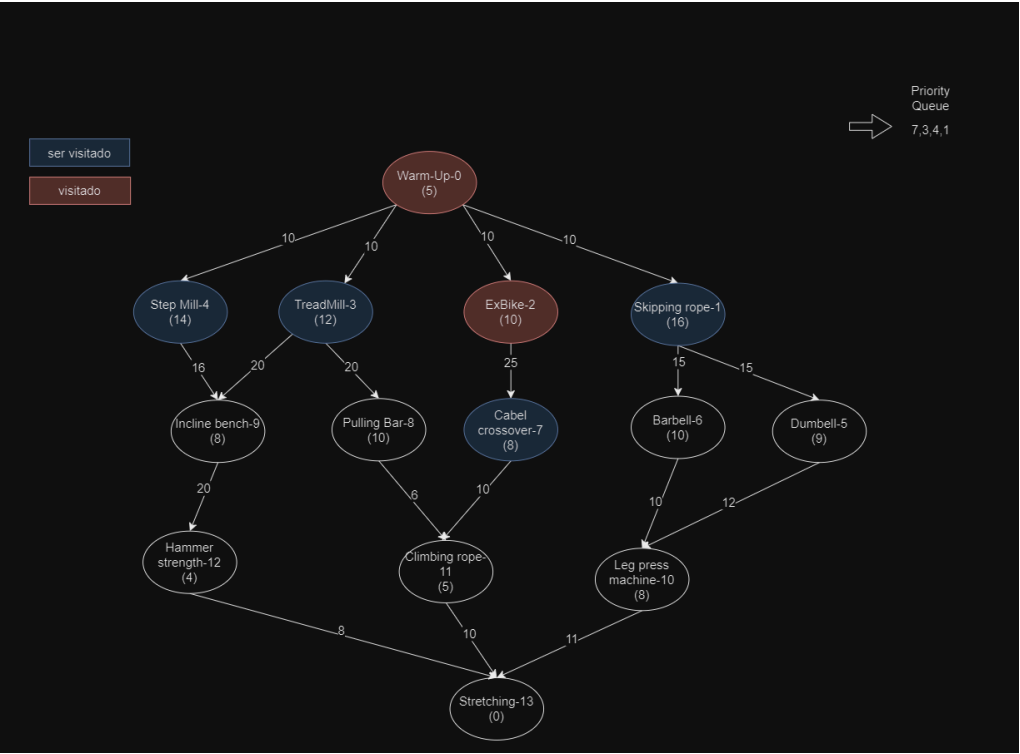 Priority
Queue
7,3,4,1
ser visitado
visitado
Warm-Up-0
(5)
10
10
10
10
Step Mill-4
(14)
TreadMill-3
(12)
ExBike-2
(10)
Skipping rope-1
(16)
16
20
20
25
15
15
Incline bench-9
(8)
Pulling Bar-8
(10)
Cabel
crossover-7
(8)
Barbell-6
(10)
Dumbell-5
(9)
20
6
10
10
12
Hammer
strength-12
(4)
Climbing rope-
11
(5)
Leg press
machine-10
(8)
8
10
11
Stretching-13
(0)